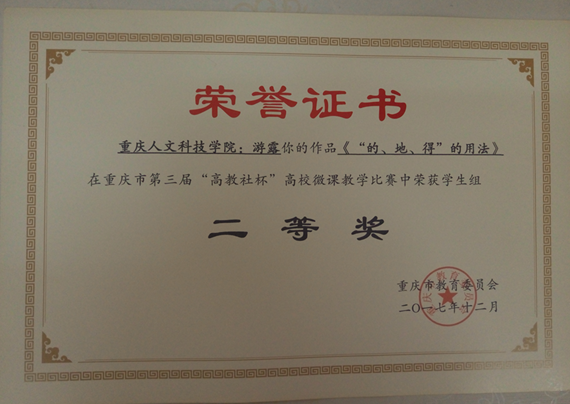 荣誉证书
重庆人文科技学院：游露你的作品《“的、地、得”的用法》
在重庆市第三届“高教社杯”高校微课教学比赛中荣获学生组
二等奖
重庆市教育委员会
二〇一七年十二月